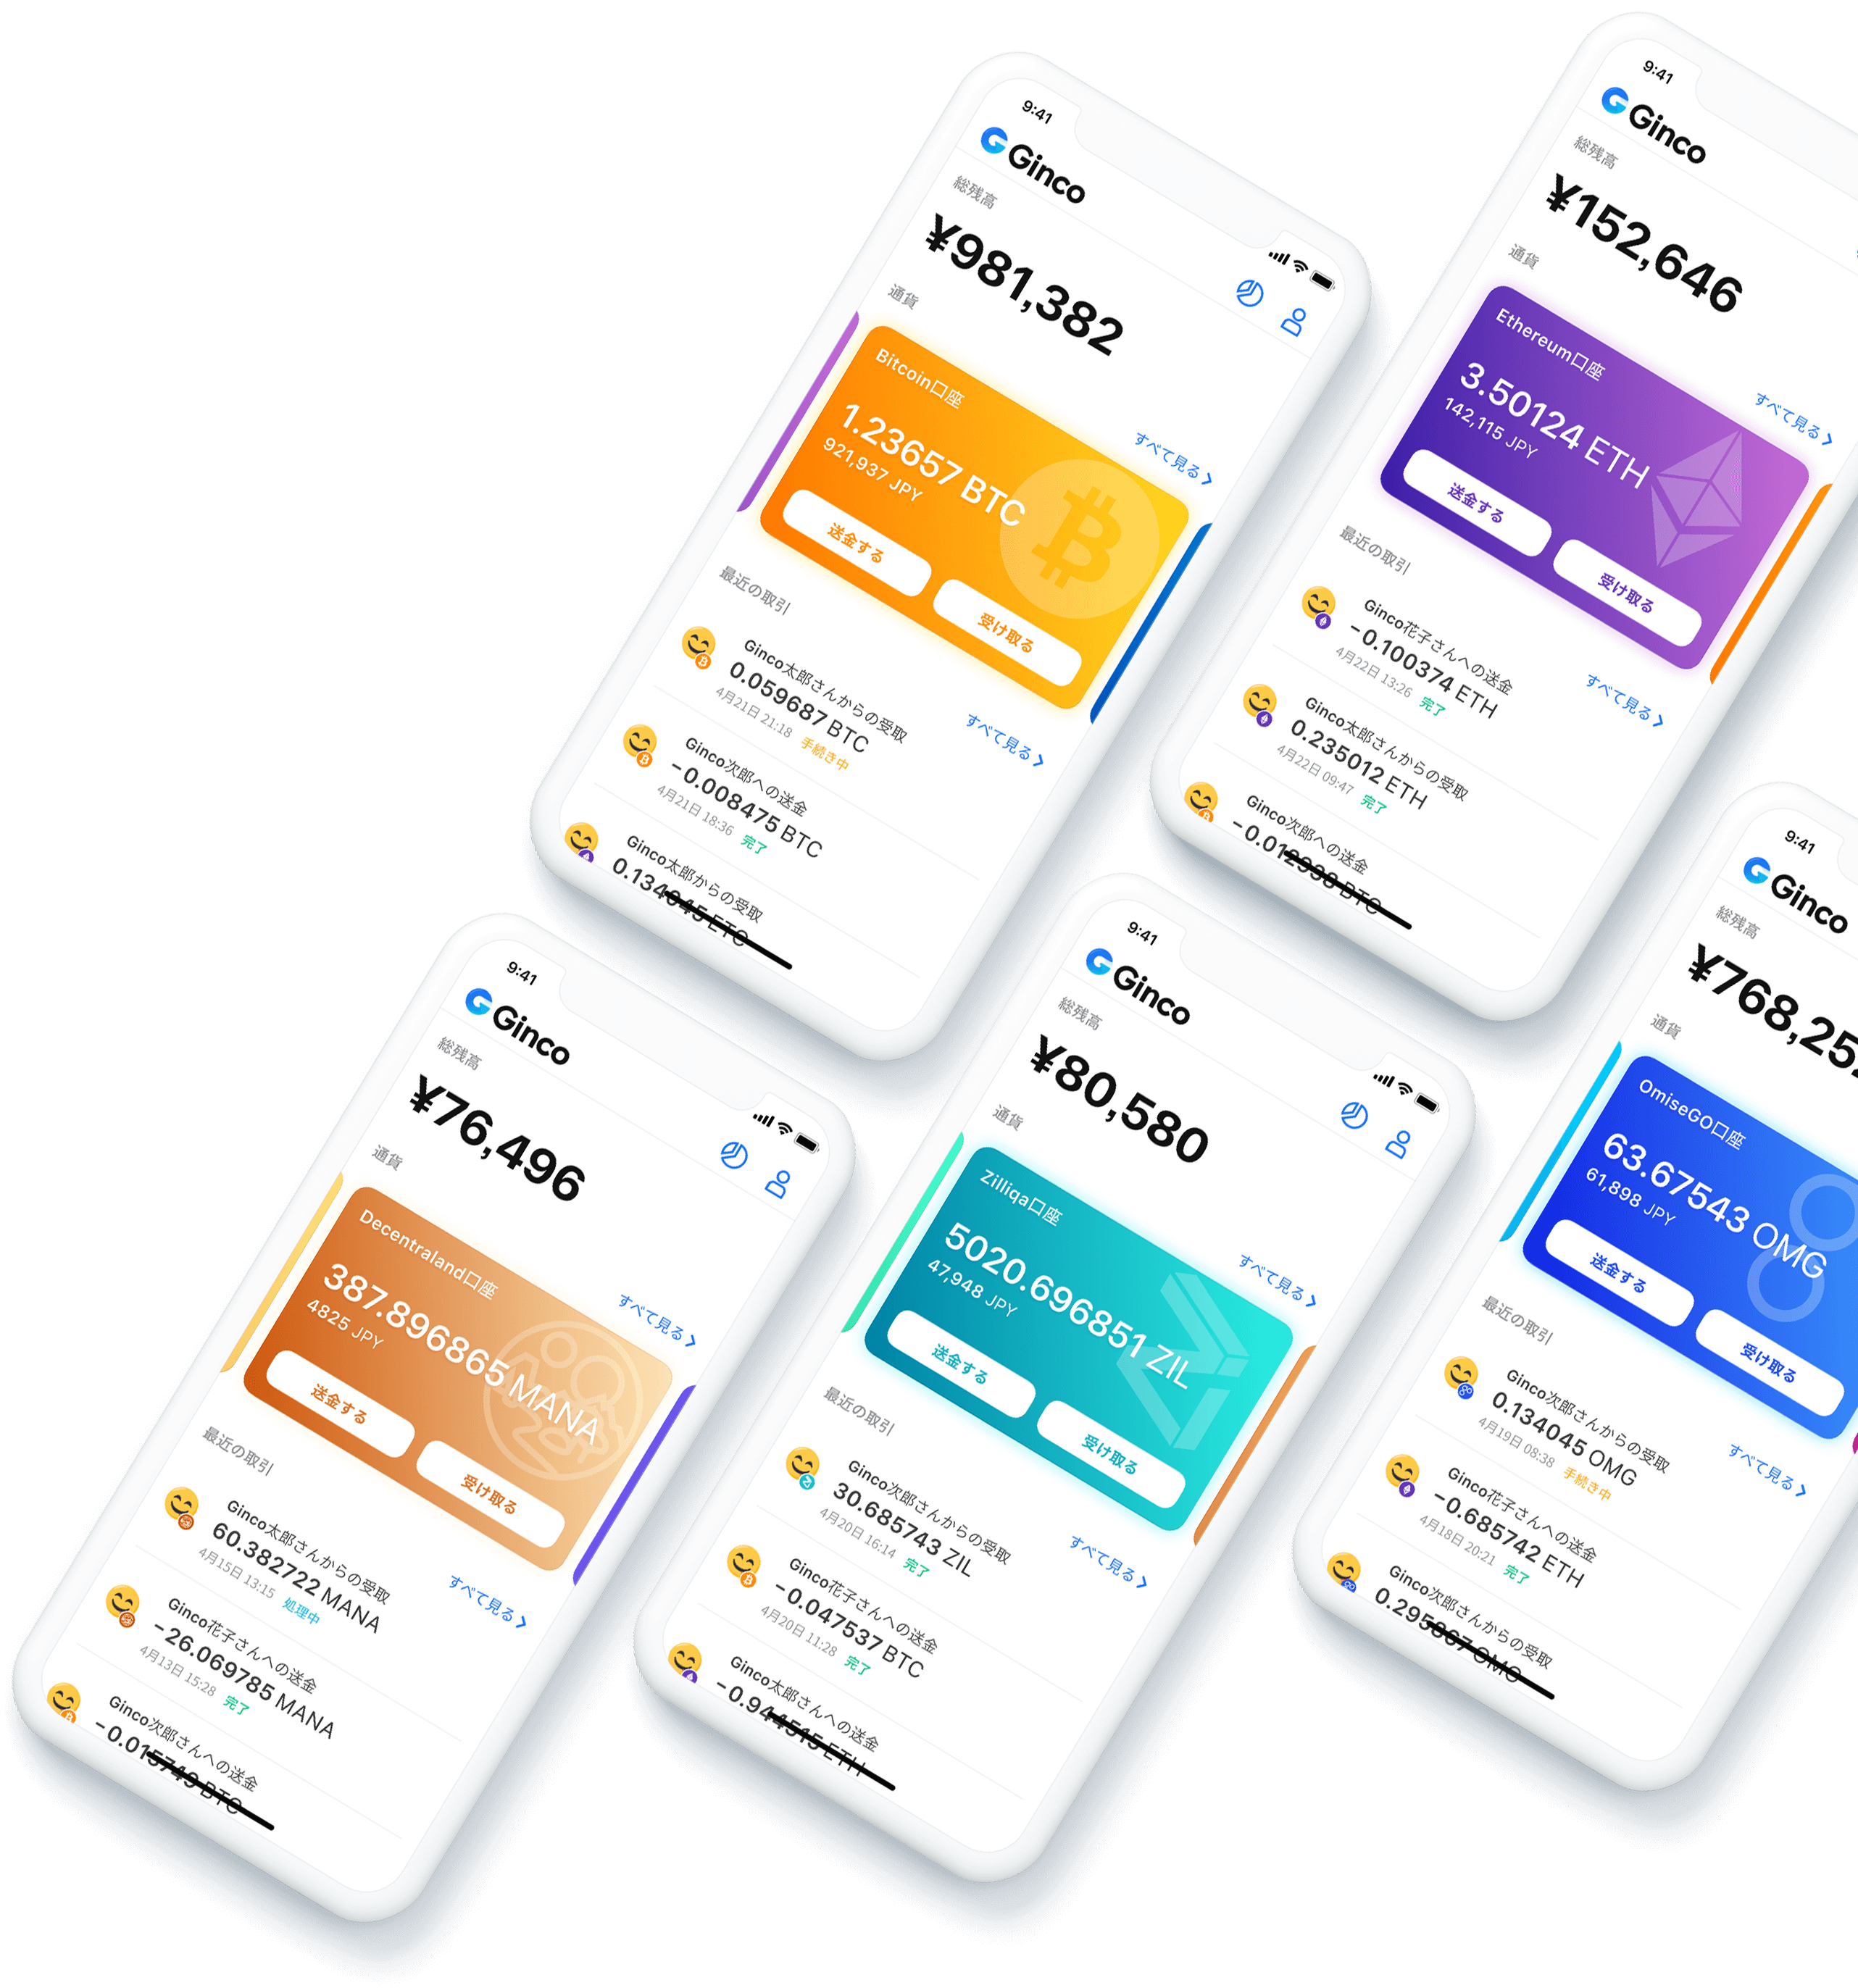 9:41
Ginco
総残高
¥981,382
通貨
すべて見る
Bitcoin口座
1.23657 BTC
921,937 JPY
送金する
受け取る
最近の取引
すべて見る
Ginco太郎さんからの受取
0.059687 BTC
4月21日 21:18 手続き中
Ginco次郎への送金
-0.008475 BTC
4月21日 18:36 完了
Ginco太郎からの受取
9:41
Ginco
総残高
¥152,646
通貨
すべて見る
Ethereum口座
3.50124 ETH
142,115 JPY
送金する
受け取る
最近の取引
すべて見る
Ginco花子さんへの送金
-0.100374 ETH
4月22日 13:26 完了
Ginco太郎さんからの受取
0.235012 ETH
4月22日 09:47 完了
Ginco次郎への送金
9:41
Ginco
総残高
¥76,496
通貨
すべて見る
Decentraland口座
387.896865 MANA
4825 JPY
送金する
受け取る
最近の取引
すべて見る
Ginco太郎さんからの受取
60.382722 MANA
4月15日 13:15 処理中
Ginco花子さんへの送金
-26.069785 MANA
4月13日 15:28 完了
Ginco次郎さんへの送金
9:41
Ginco
総残高
¥80,580
通貨
すべて見る
Zilliqa口座
5020.696851 ZIL
47,948 JPY
送金する
受け取る
最近の取引
すべて見る
Ginco次郎さんからの受取
30.685743 ZIL
4月20日 16:14 完了
Ginco花子さんへの送金
-0.047537 BTC
4月20日 11:28 完了
Ginco太郎さんへの送金
9:41
Ginco
総残高
¥768,25
通貨
OmiseGO口座
63.67543 OMG
61,898 JPY
送金する
受け取る
最近の取引
すべて見る
Ginco次郎さんからの受取
0.134045 OMG
4月19日 08:38 手続き中
Ginco花子さんへの送金
-0.685742 ETH
4月18日 20:21 完了
Ginco次郎さんからの受取